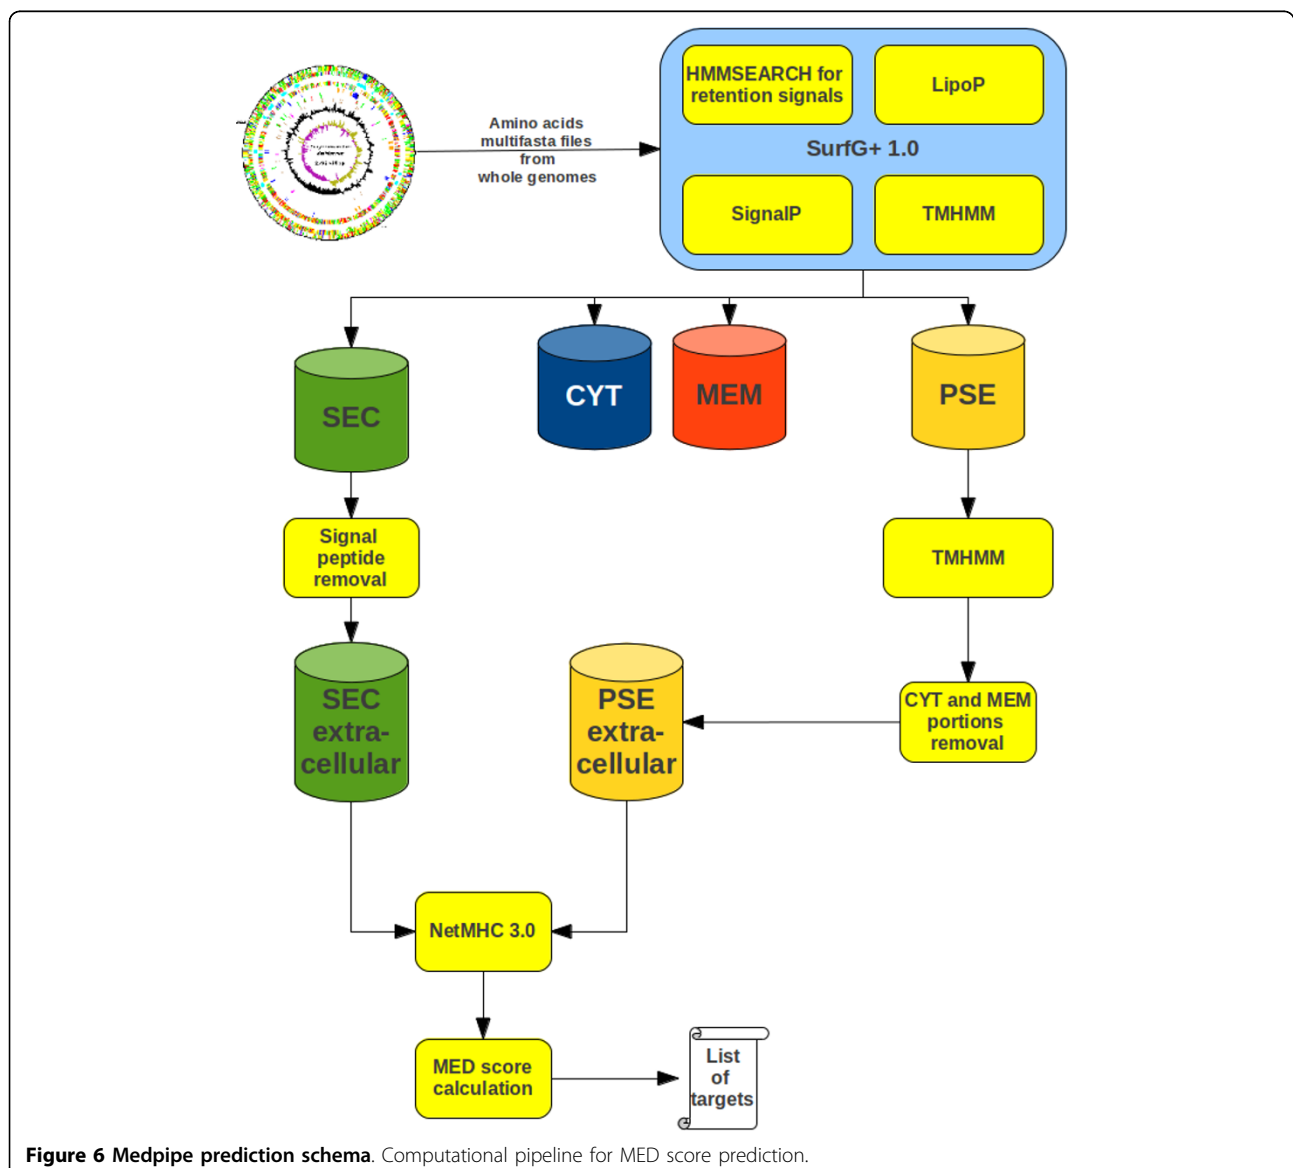 HMMSEARCH for
retention signals
LipoP
Amino acids
multifasta files
from
whole genomes
SurfG+ 1.0
SignalP
TMHMM
SEC
CYT
MEM
PSE
Signal
peptide
removal
TMHMM
SEC
extra-
cellular
PSE
extra-
cellular
CYT and MEM
portions
removal
NetMHC 3.0
MED score
calculation
List
of
targets
Figure 6 Medpipe prediction schema. Computational pipeline for MED score prediction.